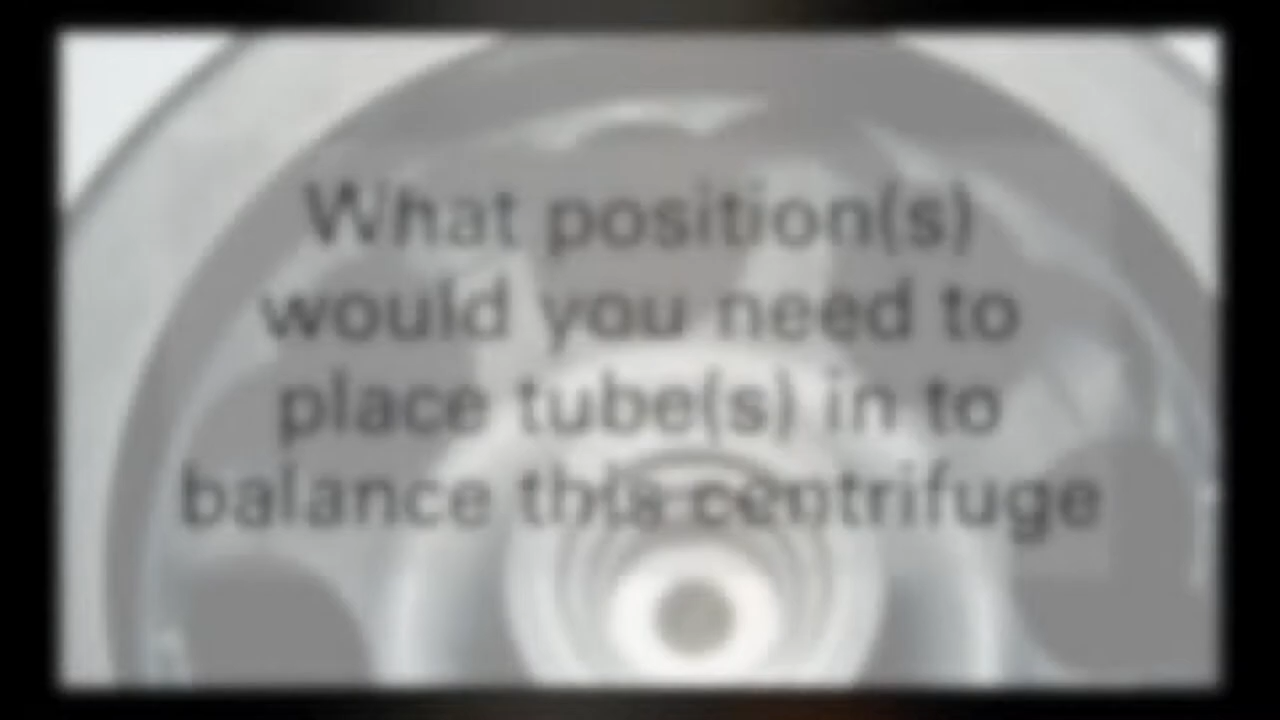 What position(s)
would you need to
place tube(s) in to
balance this centrifuge